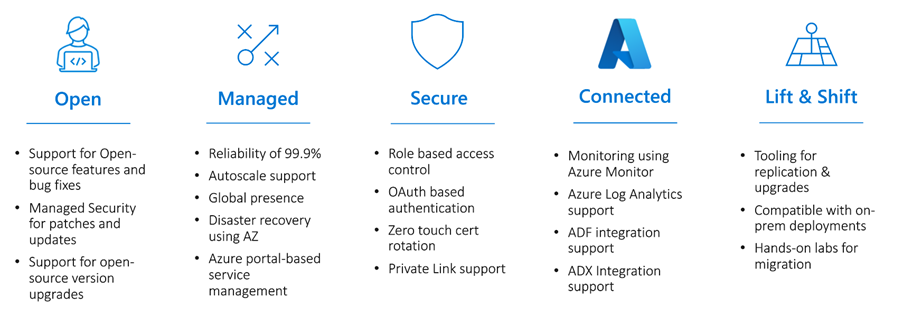 </>
Open
• Support for Open-
source features and
bug fixes
• Managed Security
for patches and
updates
• Support for open-
source version
upgrades
Managed
• Reliability of 99.9%
• Autoscale support
• Global presence
• Disaster recovery
using AZ
• Azure portal-based
service
management
Secure
• Role based access
control
• OAuth based
authentication
• Zero touch cert
rotation
• Private Link support
Connected
• Monitoring using
Azure Monitor
• Azure Log Analytics
support
• ADF integration
support
• ADX Integration
support
Lift & Shift
• Tooling for
replication &
upgrades
• Compatible with on-
prem deployments
• Hands-on labs for
migration